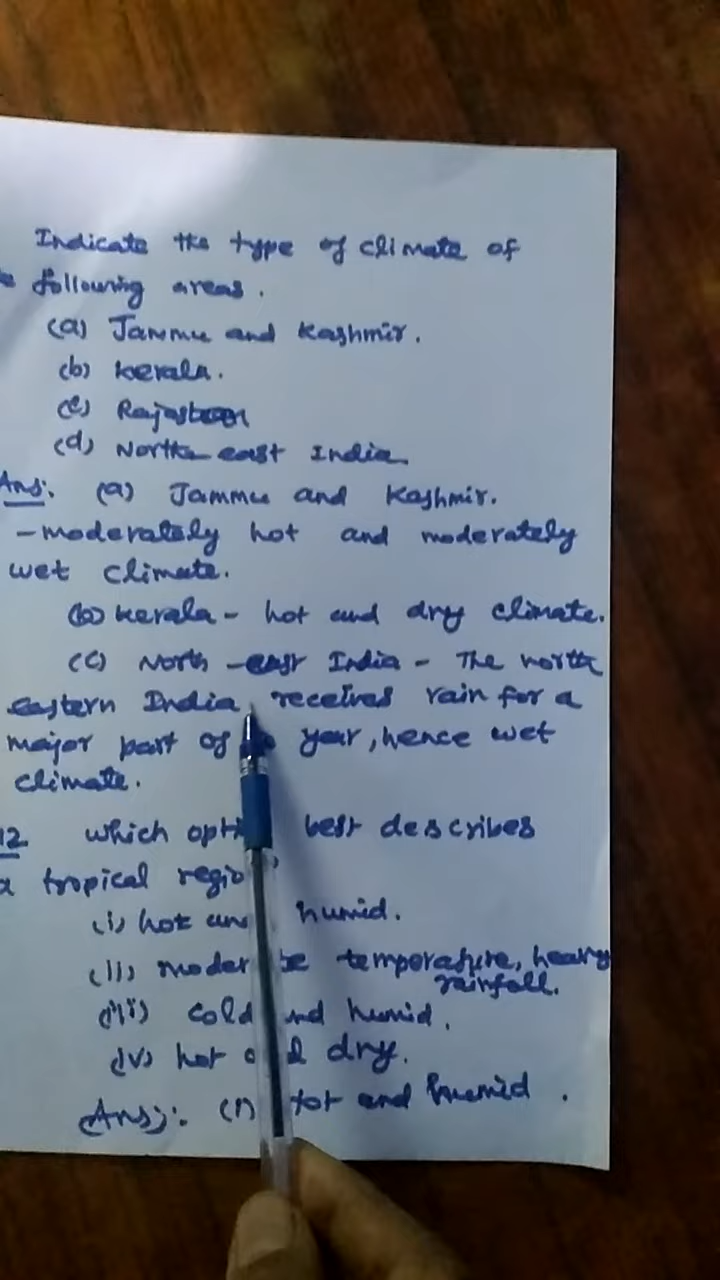 Indicate the type of climate of
following areas.
(a) Jammu and Kashmir.
(b) Kerala.
(c) Rajasthan
(d) North east India.
Ans:. (a) Jammu and Kashmir.
- moderately hot and moderately
wet climate.
(b) Kerala - hot and dry climate.
(c) North - east India - The north
eastern India receives rain for a
major part of year, hence wet
climate.
12 which best describes
a tropical
(i) hot humid.
(ii) temperature, heavy
rainfall.
(iii) cold humid.
(iv) hot dry.
Ans:. (i) and humid.